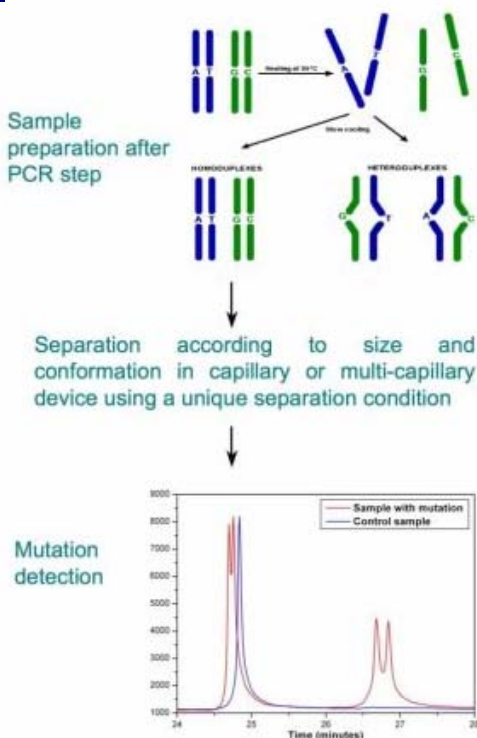 A T G C
Heating at 95°C
A T G C
Slow cooling
Sample
preparation after
PCR step
HOMODUPLEXES
HETERODUPLEXES
A T G C
G T A C
Separation according to size and
conformation in capillary or multi-capillary
device using a unique separation condition
Mutation
detection
Sample with mutation
Control sample
9000
8000
7000
6000
5000
4000
3000
2000
1000
24 25 26 27 28
Time (minutes)